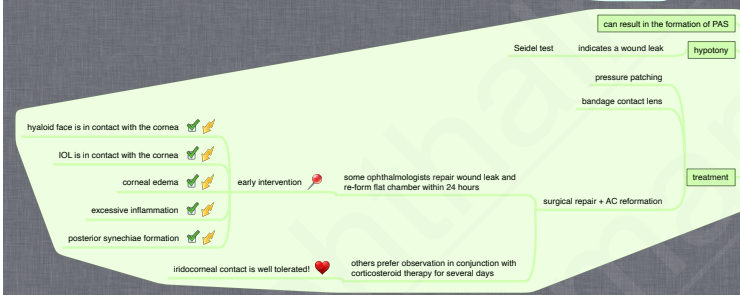 can result in the formation of PAS
Seidel test
indicates a wound leak
hypotony
pressure patching
bandage contact lens
hyaloid face is in contact with the cornea
IOL is in contact with the cornea
corneal edema
early intervention
some ophthalmologists repair wound leak and
re-form flat chamber within 24 hours
treatment
excessive inflammation
surgical repair + AC reformation
posterior synechiae formation
iridocorneal contact is well tolerated!
others prefer observation in conjunction with
corticosteroid therapy for several days